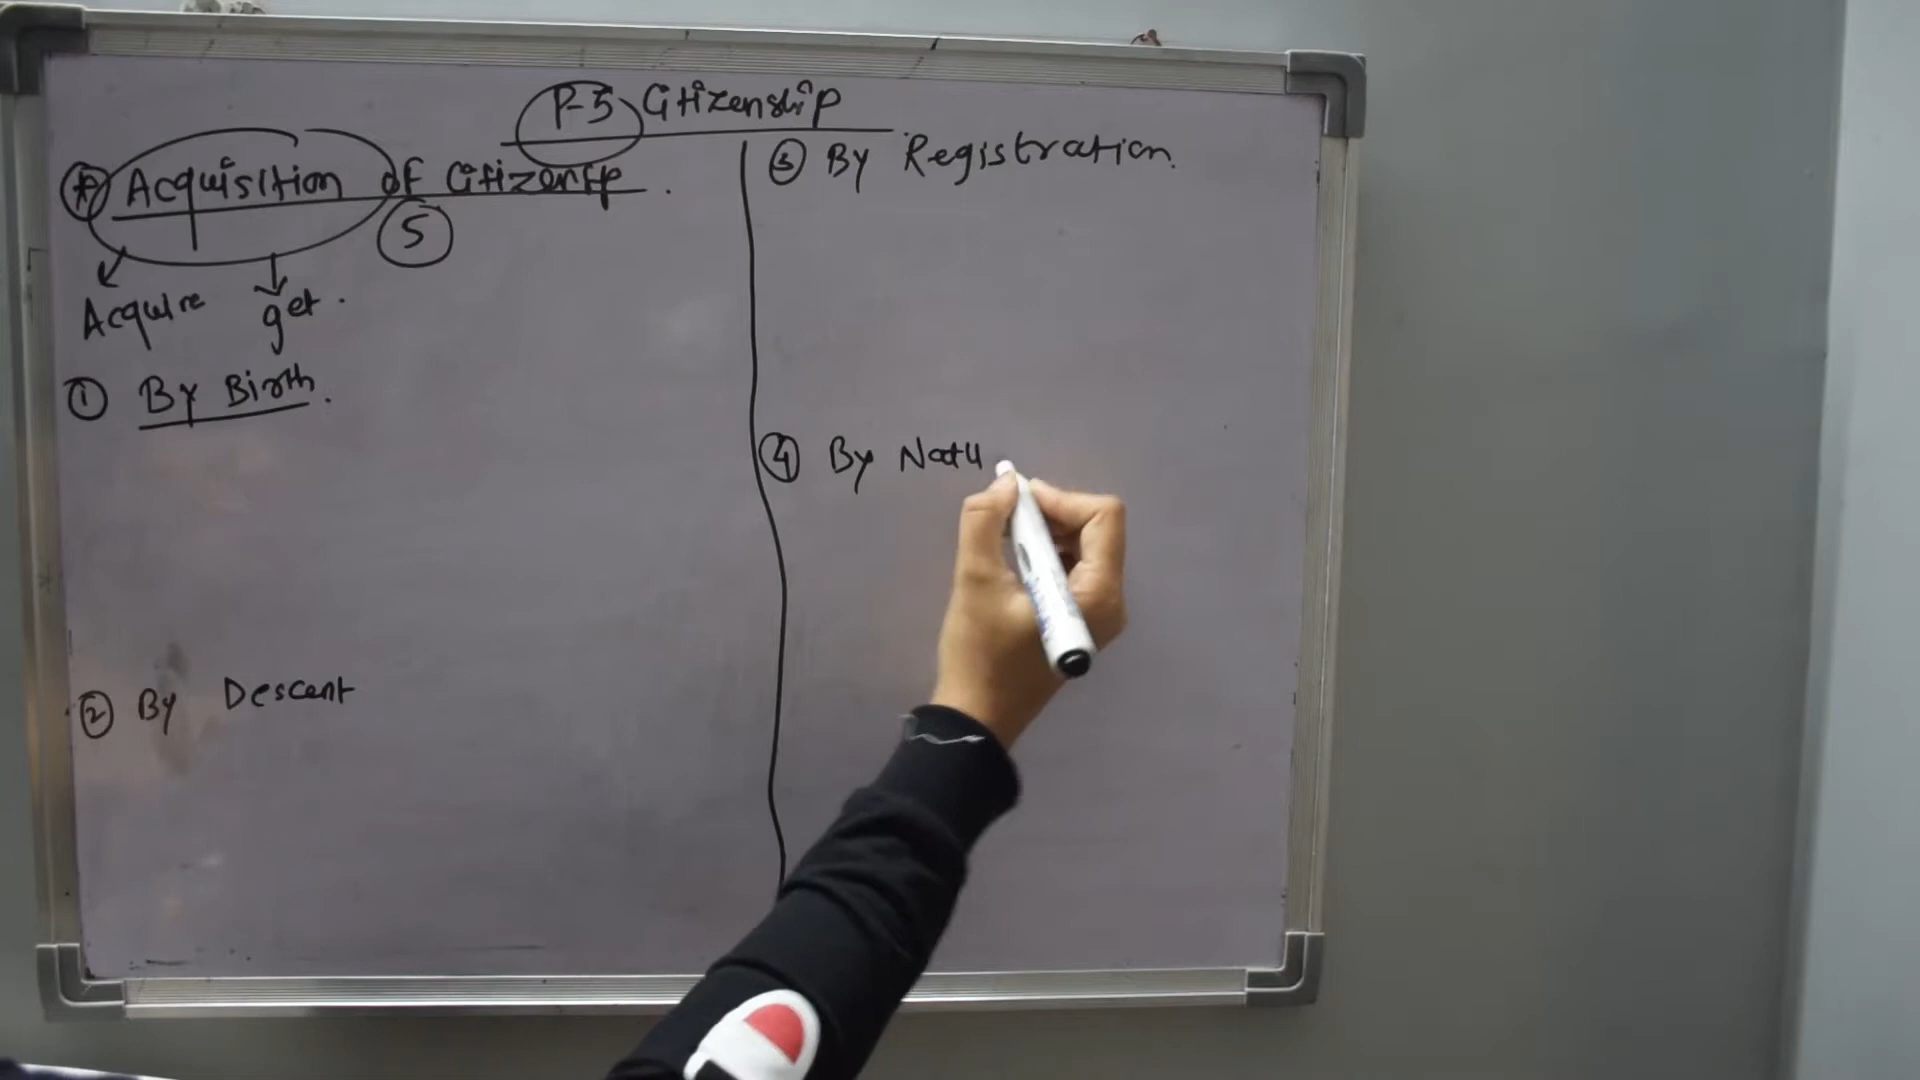 P-5 Citizenship
A Acquisition of Citizenship.
5
Acquire get.
1 By Birth.
2 By Descent
3 By Registration.
4 By Natu